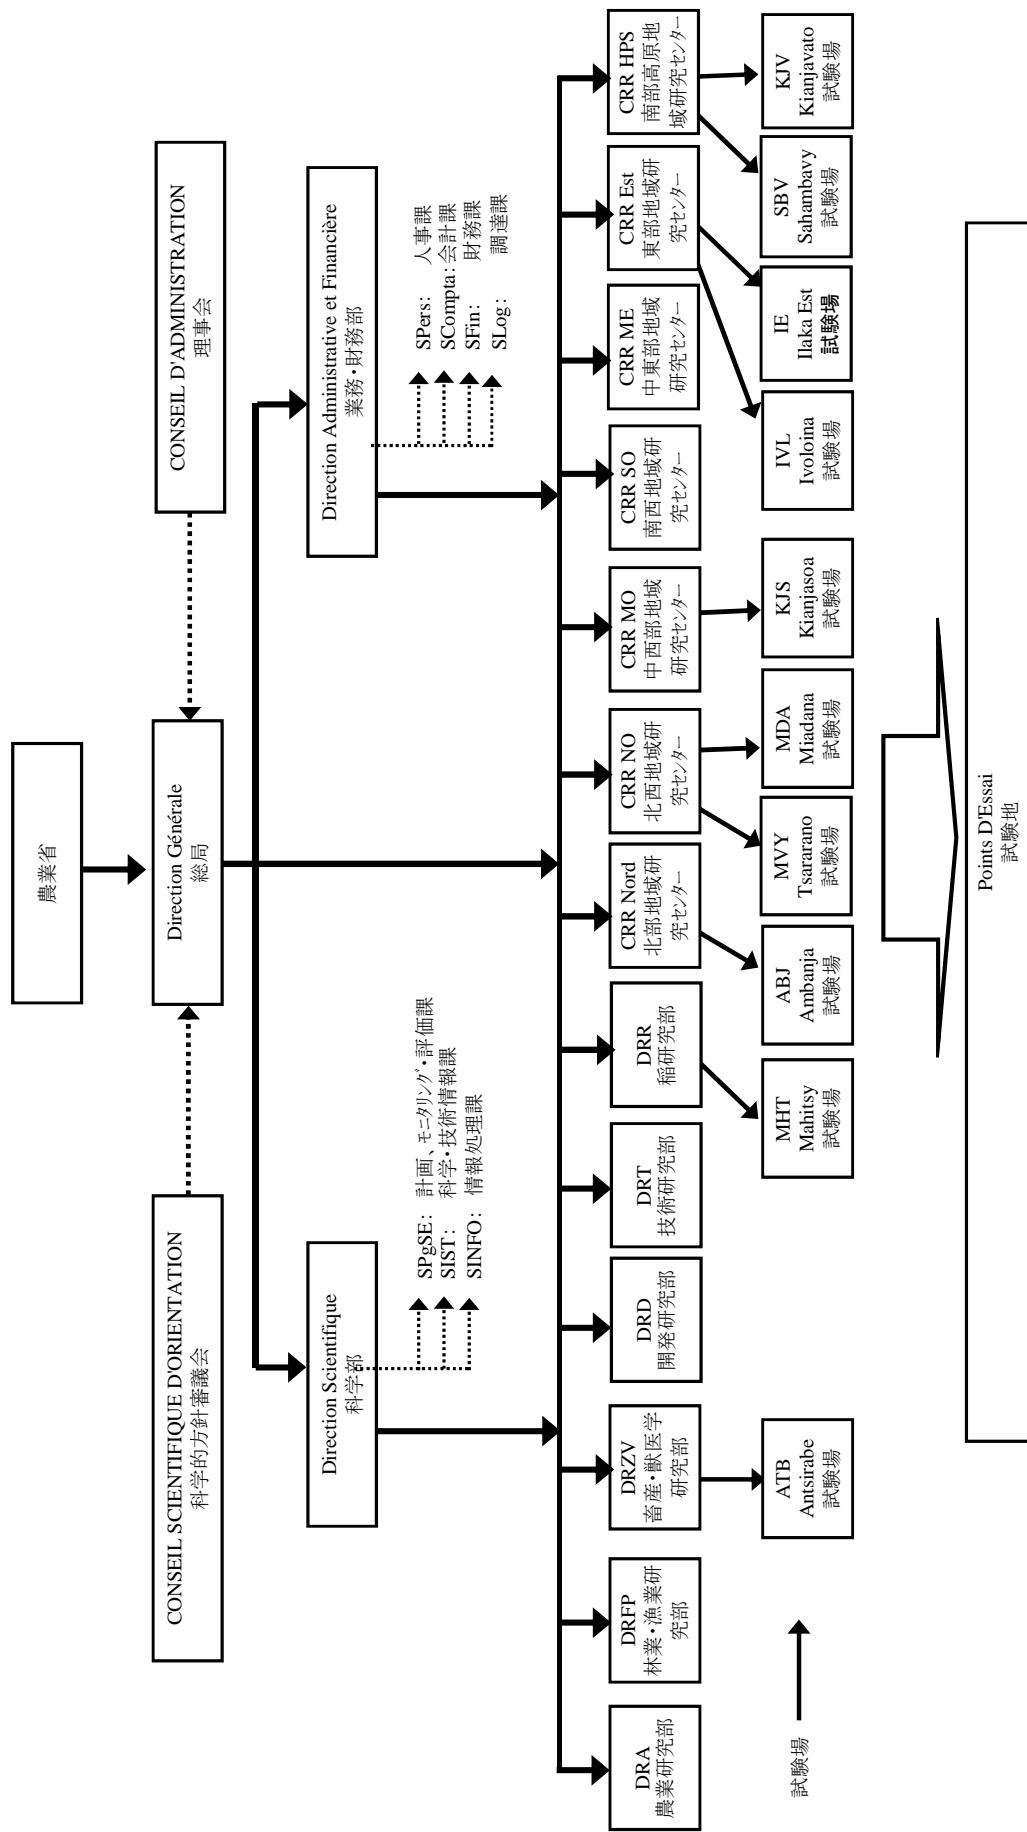 農業省
CONSEIL SCIENTIFIQUE D'ORIENTATION
科学的方針審議会
Direction Générale
総局
CONSEIL D'ADMINISTRATION
理事会
Direction Scientifique
科学部
SPgSE: 計画、モニタリング・評価課
SIST: 科学・技術情報課
SINFO: 情報処理課
Direction Administrative et Financière
業務・財務部
SPers: 人事課
SCompta: 会計課
SFin: 財務課
SLog: 調達課
DRA
農業研究部
DRFP
林業・漁業研
究部
DRZV
畜産・獣医学
研究部
DRD
開発研究部
DRT
技術研究部
DRR
稲研究部
CRR Nord
北部地域研
究センター
CRR NO
北西地域研
究センター
CRR MO
中西部地域
研究センター
CRR SO
南西地域研
究センター
CRR ME
中東部地域
研究センター
CRR Est
東部地域研
究センター
CRR HPS
南部高原地
域研究センター
試験場
ATB
Antsirabe
試験場
MHT
Mahitsy
試験場
ABJ
Ambanja
試験場
MVY
Tsararano
試験場
MDA
Miadana
試験場
KJS
Kianjasoa
試験場
IVL
Ivoloina
試験場
IE
Ilaka Est
試験場
SBV
Sahambavy
試験場
KJV
Kianjavato
試験場
Points D'Essai
試験地